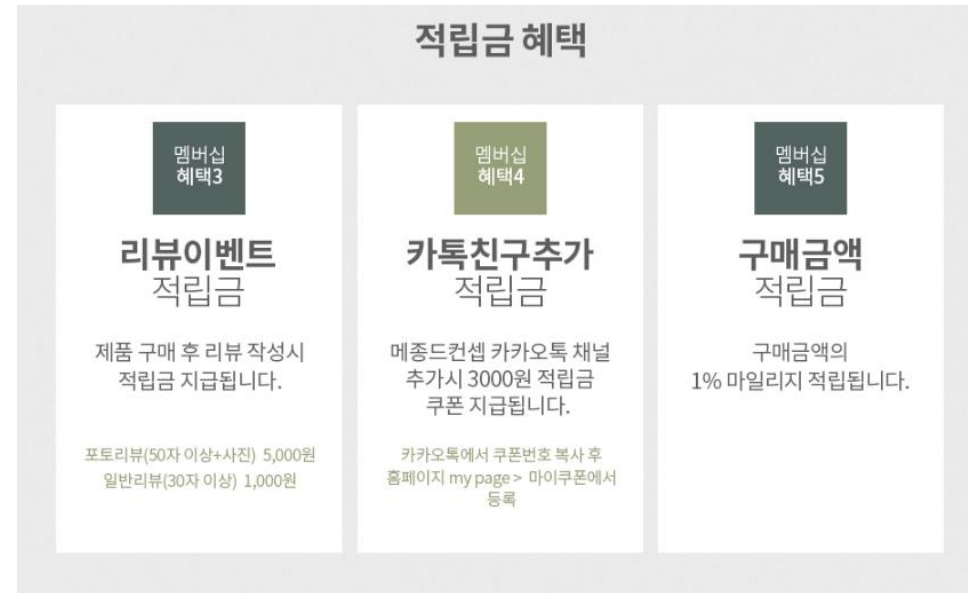 적립금 혜택
멤버십
혜택3
리뷰이벤트
적립금
제품 구매 후 리뷰 작성시
적립금 지급됩니다.
포토리뷰(50자 이상+사진) 5,000원
일반리뷰(30자 이상) 1,000원
멤버십
혜택4
카톡친구추가
적립금
메종드컨셉 카카오톡 채널
추가시 3000원 적립금
쿠폰 지급됩니다.
카카오톡에서 쿠폰번호 복사 후
홈페이지 my page > 마이쿠폰에서
등록
멤버십
혜택5
구매금액
적립금
구매금액의
1% 마일리지 적립됩니다.